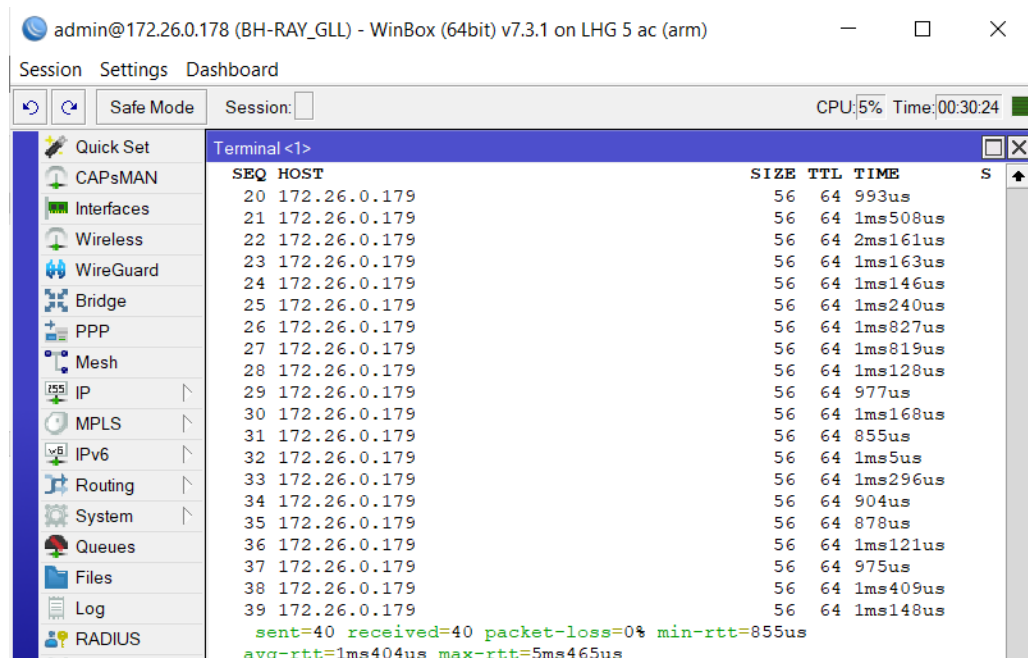 admin@172.26.0.178 (BH-RAY_GLL) - WinBox (64bit) v7.3.1 on LHG 5 ac (arm)
Session Settings Dashboard
Safe Mode Session: CPU:5% Time:00:30:24
Quick Set
CAPsMAN
Interfaces
Wireless
WireGuard
Bridge
PPP
Mesh
255 IP
MPLS
v6 IPv6
Routing
System
Queues
Files
Log
RADIUS
Terminal <1>
SEQ HOST SIZE TTL TIME S
20 172.26.0.179 56 64 993us
21 172.26.0.179 56 64 1ms508us
22 172.26.0.179 56 64 2ms161us
23 172.26.0.179 56 64 1ms163us
24 172.26.0.179 56 64 1ms146us
25 172.26.0.179 56 64 1ms240us
26 172.26.0.179 56 64 1ms827us
27 172.26.0.179 56 64 1ms819us
28 172.26.0.179 56 64 1ms128us
29 172.26.0.179 56 64 977us
30 172.26.0.179 56 64 1ms168us
31 172.26.0.179 56 64 855us
32 172.26.0.179 56 64 1ms5us
33 172.26.0.179 56 64 1ms296us
34 172.26.0.179 56 64 904us
35 172.26.0.179 56 64 878us
36 172.26.0.179 56 64 1ms121us
37 172.26.0.179 56 64 975us
38 172.26.0.179 56 64 1ms409us
39 172.26.0.179 56 64 1ms148us
sent=40 received=40 packet-loss=0% min-rtt=855us
avg-rtt=1ms404us max-rtt=5ms465us